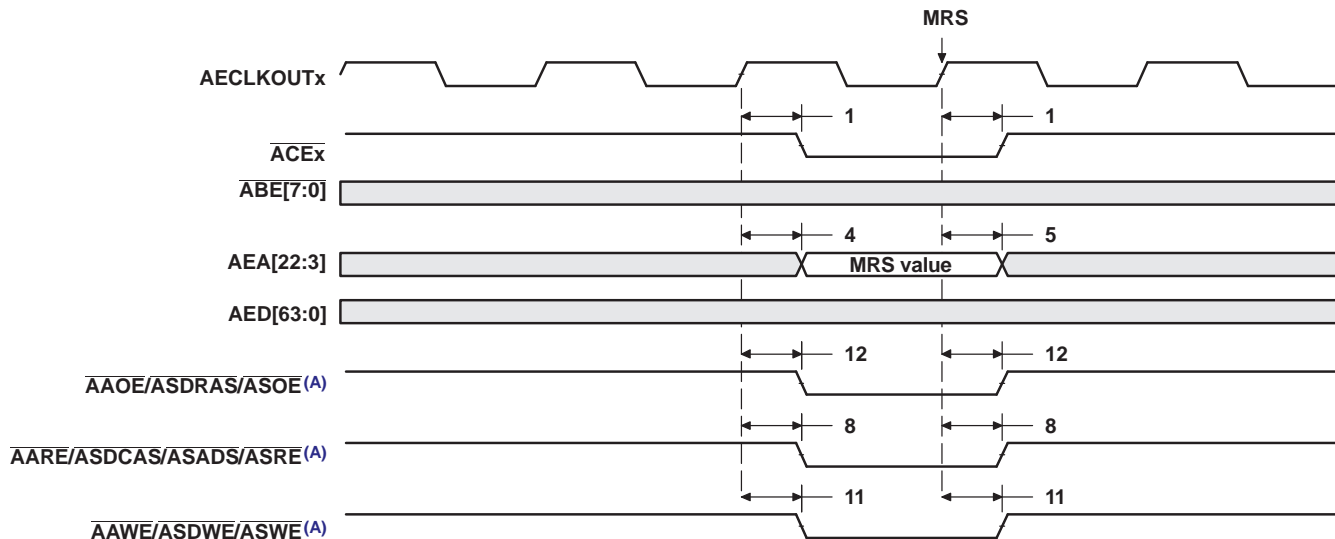 MRS
AECLKOUTx
1 1
ACEx
ABE[7:0]
4 5
AEA[22:3] MRS value
AED[63:0]
12 12
AAOE/ASDRAS/ASOE(A)
8 8
AARE/ASDCAS/ASADS/ASRE(A)
11 11
AAWE/ASDWE/ASWE(A)